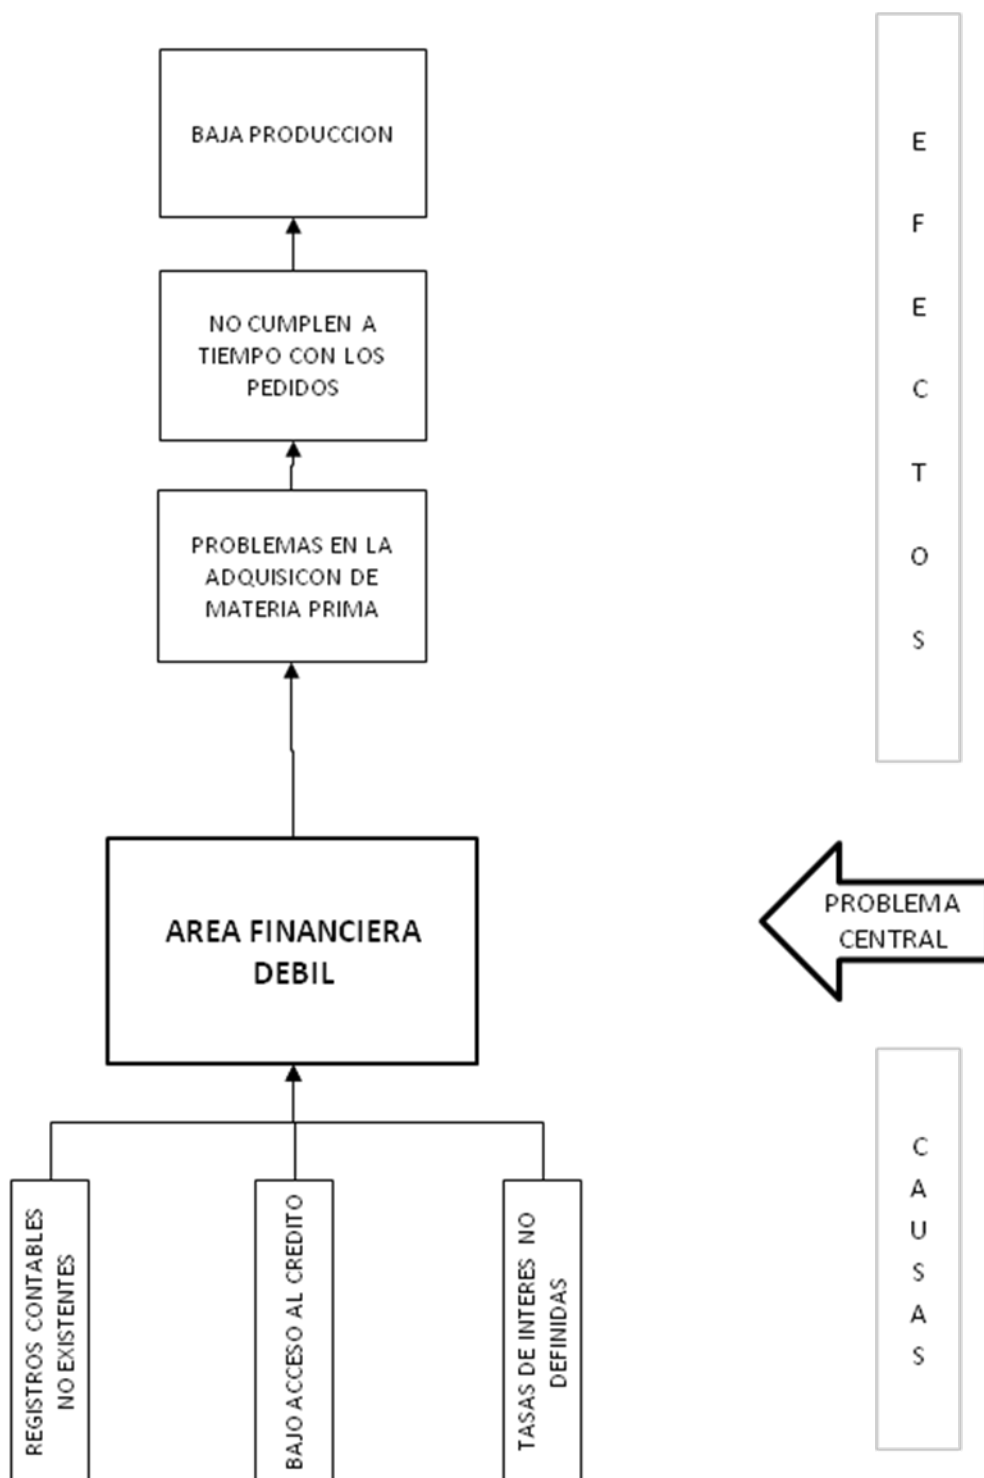 BAJA PRODUCCION
NO CUMPLEN A
TIEMPO CON LOS
PEDIDOS
PROBLEMAS EN LA
ADQUISICON DE
MATERIA PRIMA
E
F
E
C
T
O
S
AREA FINANCIERA
DEBIL
PROBLEMA
CENTRAL
REGISTROS CONTABLES
NO EXISTENTES
BAJO ACCESO AL CREDITO
TASAS DE INTERES NO
DEFINIDAS
C
A
U
S
A
S